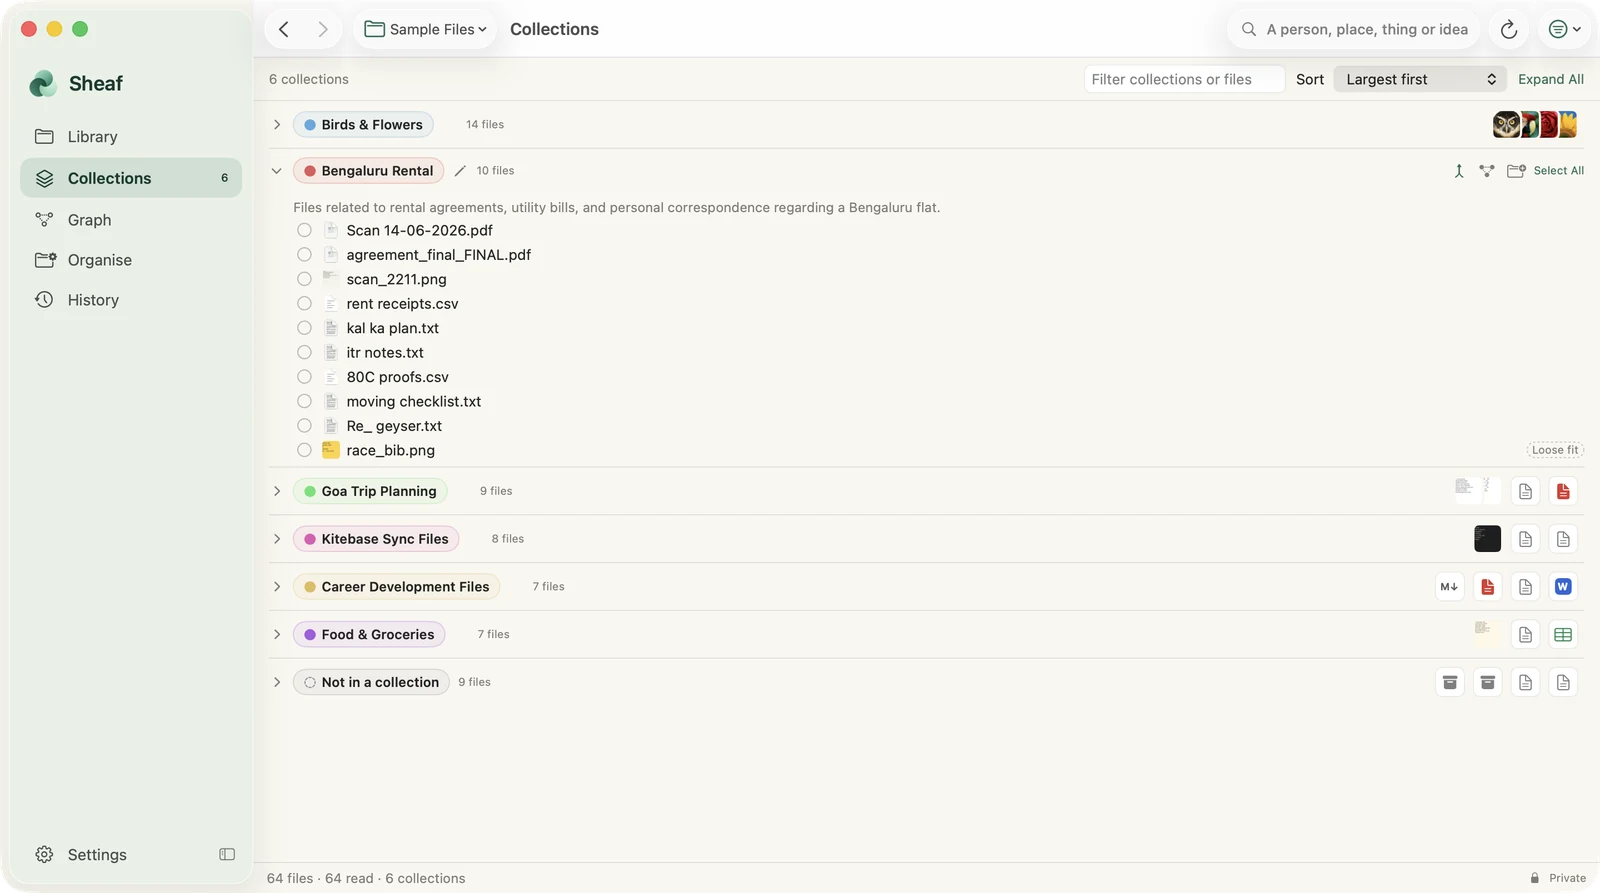 Sheaf
Library
Collections 6
Graph
Organise
History
Settings
Sample Files
Collections
A person, place, thing or idea
6 collections
Filter collections or files
Sort
Largest first
Expand All
Birds & Flowers
14 files
Bengaluru Rental
10 files
Select All
Files related to rental agreements, utility bills, and personal correspondence regarding a Bengaluru flat.
Scan 14-06-2026.pdf
agreement_final_FINAL.pdf
scan_2211.png
rent receipts.csv
kal ka plan.txt
itr notes.txt
80C proofs.csv
moving checklist.txt
Re_ geyser.txt
race_bib.png
Loose fit
Goa Trip Planning
9 files
Kitebase Sync Files
8 files
Career Development Files
7 files
M↓
W
Food & Groceries
7 files
Not in a collection
9 files
64 files · 64 read · 6 collections
Private